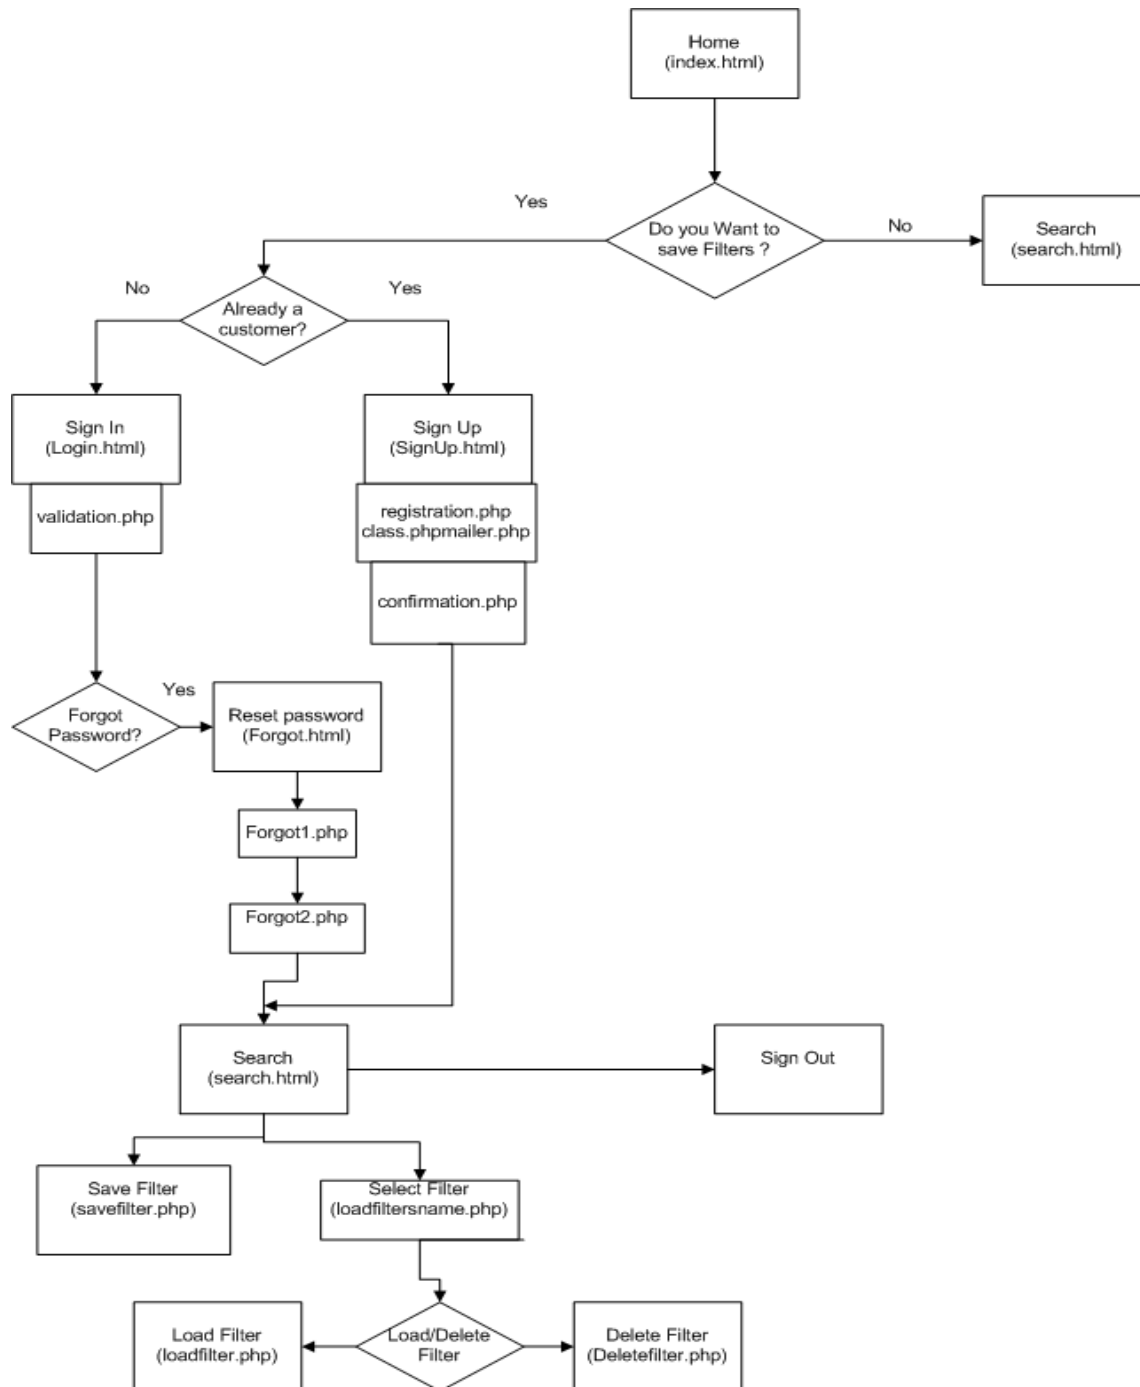 Home
(index.html)
Yes
Do you Want to
save Filters ?
No
Search
(search.html)
No
Yes
Already a
customer?
Sign In
(Login.html)
validation.php
Sign Up
(SignUp.html)
registration.php
class.phpmailer.php
confirmation.php
Forgot
Password?
Yes
Reset password
(Forgot.html)
Forgot1.php
Forgot2.php
Search
(search.html)
Sign Out
Save Filter
(savefilter.php)
Select Filter
(loadfiltersname.php)
Load Filter
(loadfilter.php)
Load/Delete
Filter
Delete Filter
(Deletefilter.php)